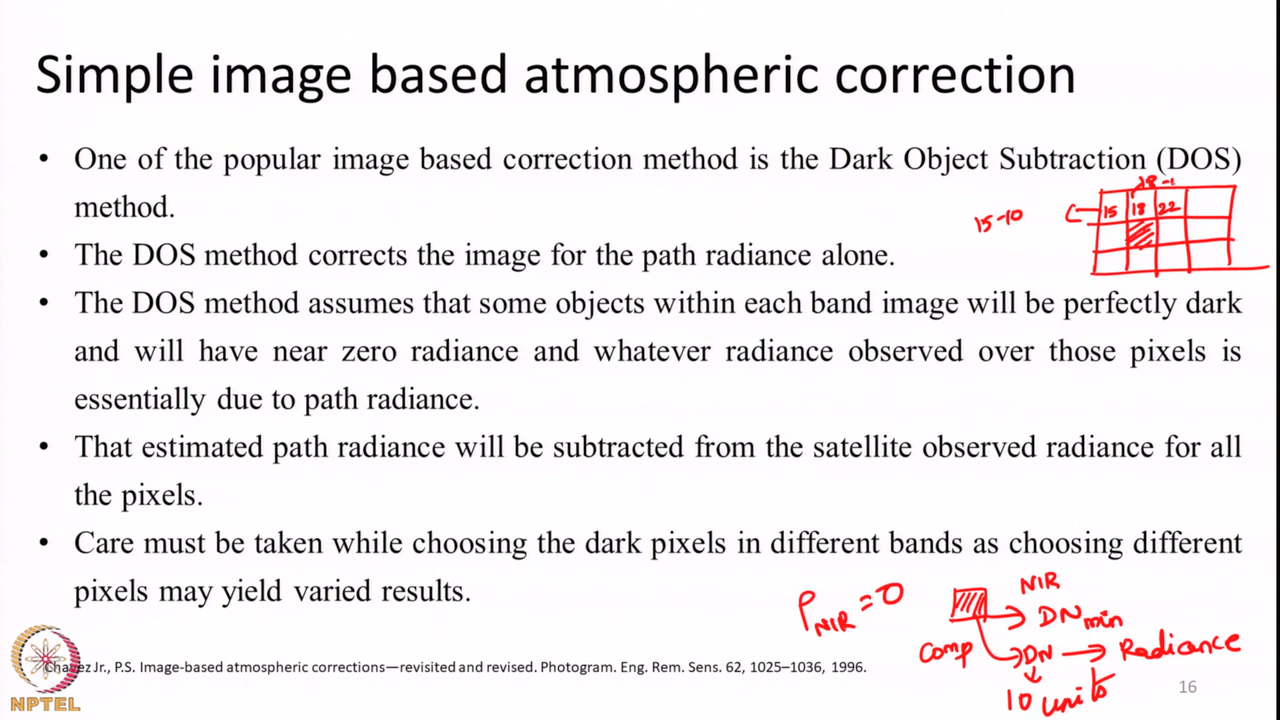 Simple image based atmospheric correction
• One of the popular image based correction method is the Dark Object Subtraction (DOS)
method.
18-1
15 18 22
15-10
• The DOS method corrects the image for the path radiance alone.
• The DOS method assumes that some objects within each band image will be perfectly dark
and will have near zero radiance and whatever radiance observed over those pixels is
essentially due to path radiance.
• That estimated path radiance will be subtracted from the satellite observed radiance for all
the pixels.
• Care must be taken while choosing the dark pixels in different bands as choosing different
pixels may yield varied results.
ρNIR = 0
NIR
DN min
Comp DN → Radiance
10 units
Chavez Jr., P.S. Image-based atmospheric corrections—revisited and revised. Photogram. Eng. Rem. Sens. 62, 1025–1036, 1996.
16
NPTEL